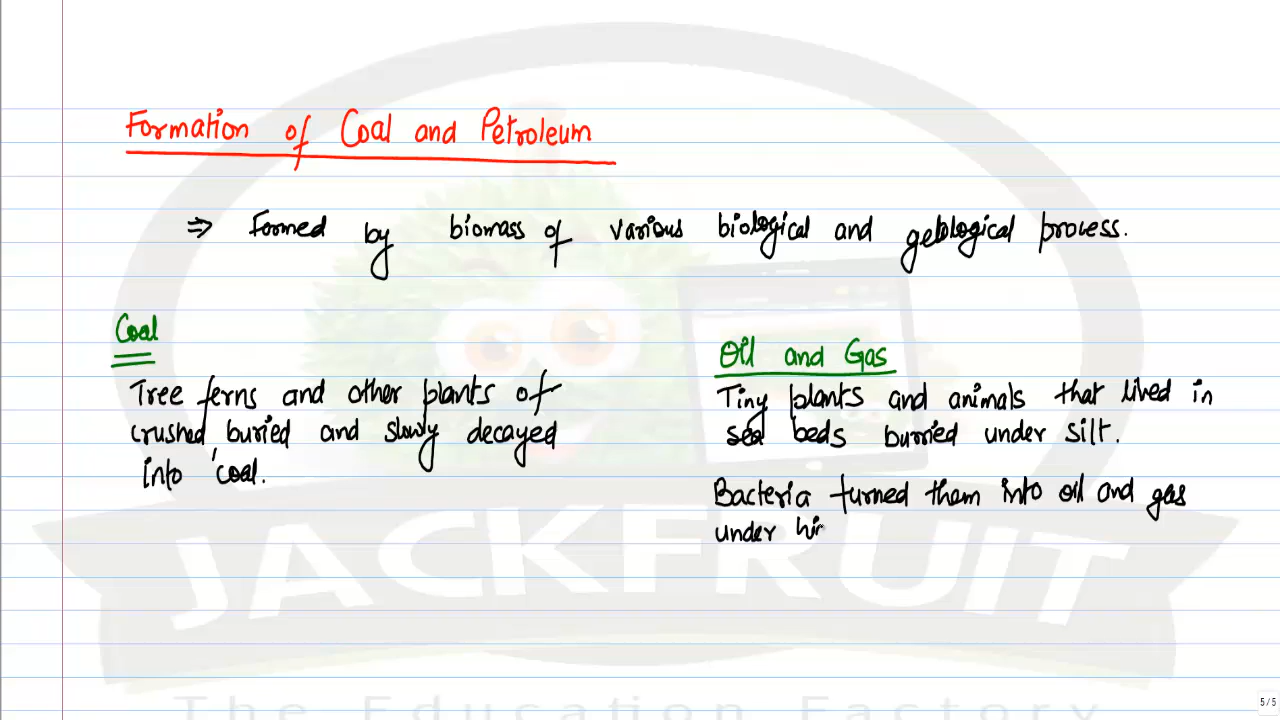 Formation of Coal and Petroleum
⇒ Formed by biomass of various biological and geological process.
Coal
Tree ferns and other plants of
crushed buried and slowly decayed
into 'coal.
Oil and Gas
Tiny plants and animals that lived in
sea beds burried under silt.
Bacteria turned them into oil and gas
under hi
JACKFRUIT
The Education Factory
5/5